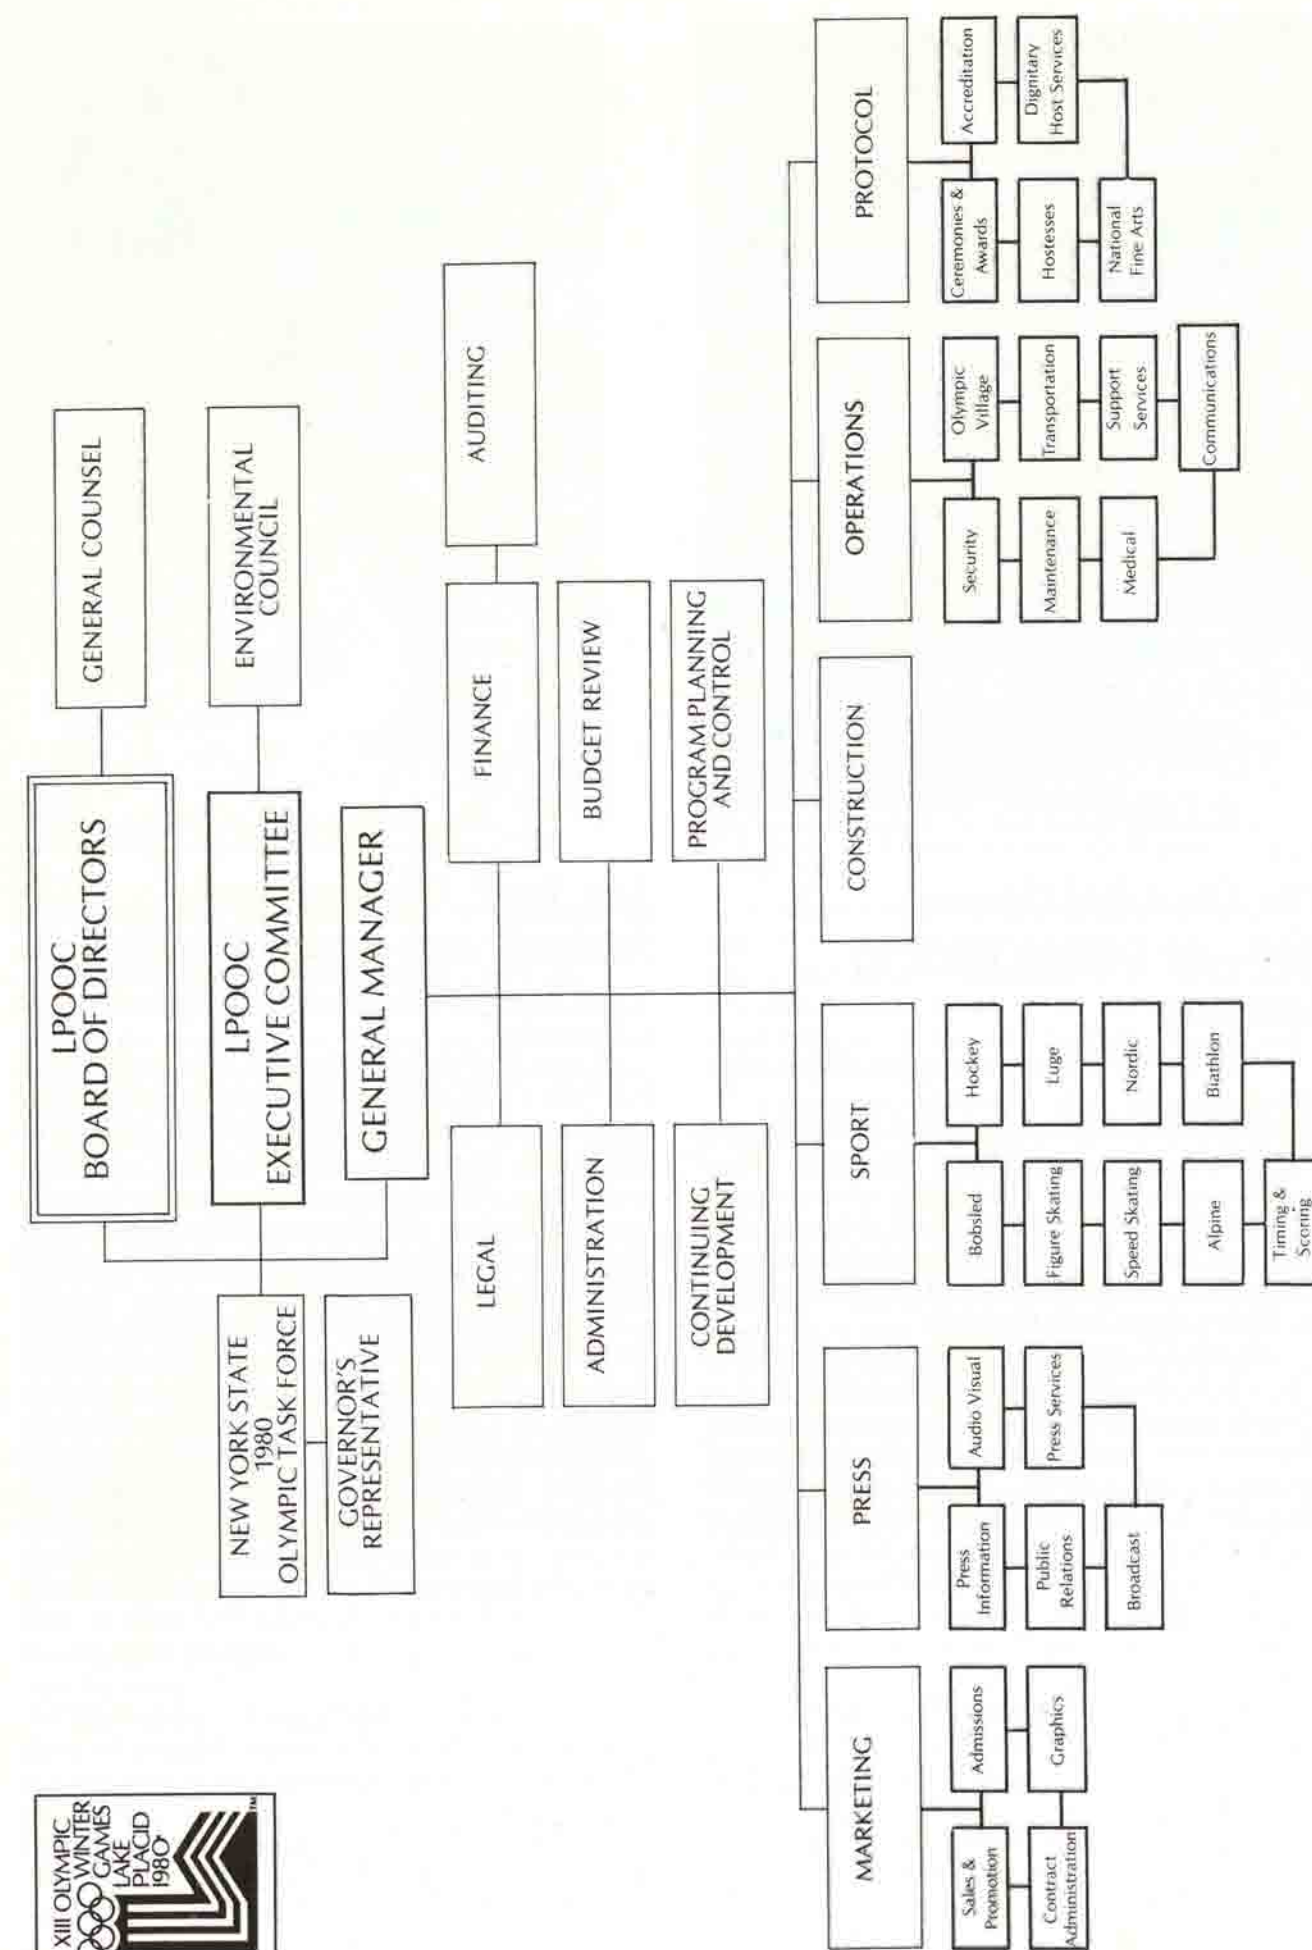 XIII OLYMPIC
WINTER
GAMES
LAKE
PLACID
1980
TM
LPOOC
BOARD OF DIRECTORS
GENERAL COUNSEL
LPOOC
EXECUTIVE COMMITTEE
ENVIRONMENTAL
COUNCIL
NEW YORK STATE
1980
OLYMPIC TASK FORCE
GOVERNOR'S
REPRESENTATIVE
GENERAL MANAGER
LEGAL
FINANCE
AUDITING
ADMINISTRATION
BUDGET REVIEW
CONTINUING
DEVELOPMENT
PROGRAM PLANNING
AND CONTROL
MARKETING
Sales &
Promotion
Admissions
Contract
Administration
Graphics
PRESS
Press
Information
Audio Visual
Public
Relations
Press Services
Broadcast
SPORT
Bobsled
Hockey
Figure Skating
Luge
Speed Skating
Nordic
Alpine
Biathlon
Timing &
Scoring
CONSTRUCTION
OPERATIONS
Security
Olympic
Village
Maintenance
Transportation
Medical
Support
Services
Communications
PROTOCOL
Ceremonies &
Awards
Accreditation
Hostesses
Dignitary
Host Services
National
Fine Arts